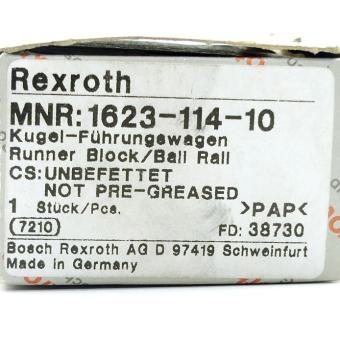 Rexroth
MNR: 1623-114-10
Kugel-Führungswagen
Runner Block/Ball Rail
CS: UNBEFETTET
NOT PRE-GREASED
1 Stück/Pcs. >PAP<
7210 FD: 38730
Bosch Rexroth AG D 97419 Schweinfurt
Made in Germany